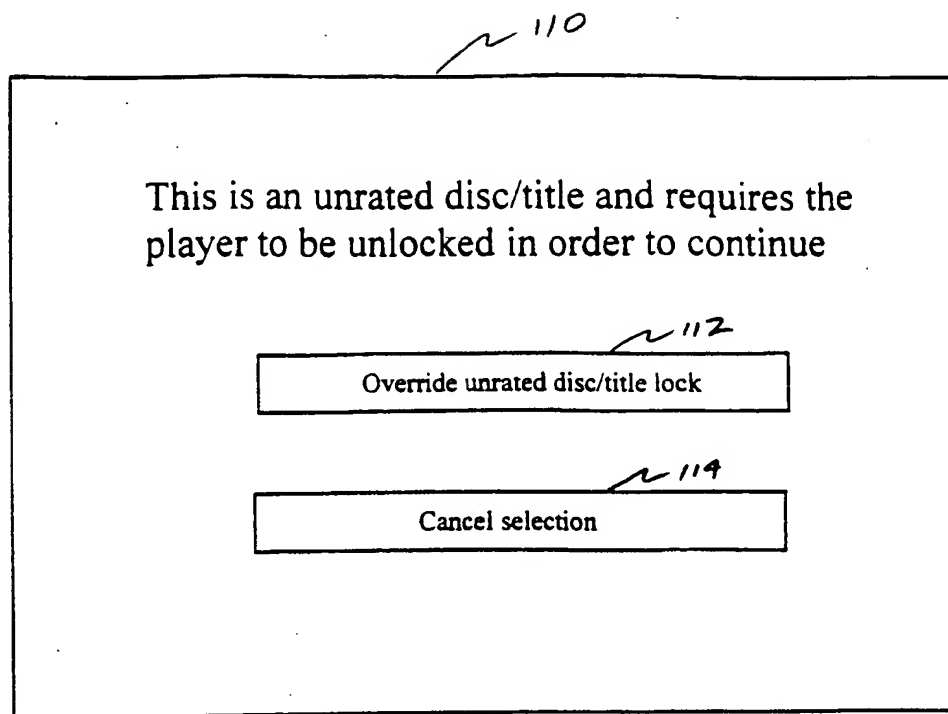 110
This is an unrated disc/title and requires the
player to be unlocked in order to continue
112
Override unrated disc/title lock
114
Cancel selection